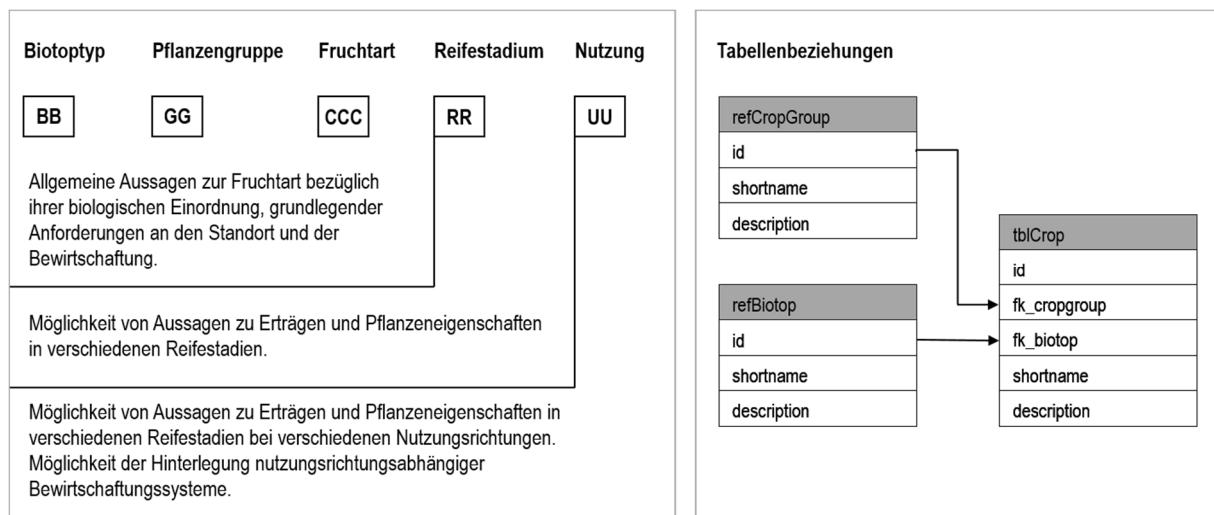 Biotoptyp Pflanzengruppe Fruchtart Reifestadium Nutzung
BB GG CCC RR UU
Allgemeine Aussagen zur Fruchtart bezüglich
ihrer biologischen Einordnung, grundlegender
Anforderungen an den Standort und der
Bewirtschaftung.
Möglichkeit von Aussagen zu Erträgen und Pflanzeneigenschaften
in verschiedenen Reifestadien.
Möglichkeit von Aussagen zu Erträgen und Pflanzeneigenschaften in
verschiedenen Reifestadien bei verschiedenen Nutzungsrichtungen.
Möglichkeit der Hinterlegung nutzungsrichtungsabhängiger
Bewirtschaftungssysteme.
Tabellenbeziehungen
refCropGroup
id
shortname
description
refBiotop
id
shortname
description
tblCrop
id
fk_cropgroup
fk_biotop
shortname
description